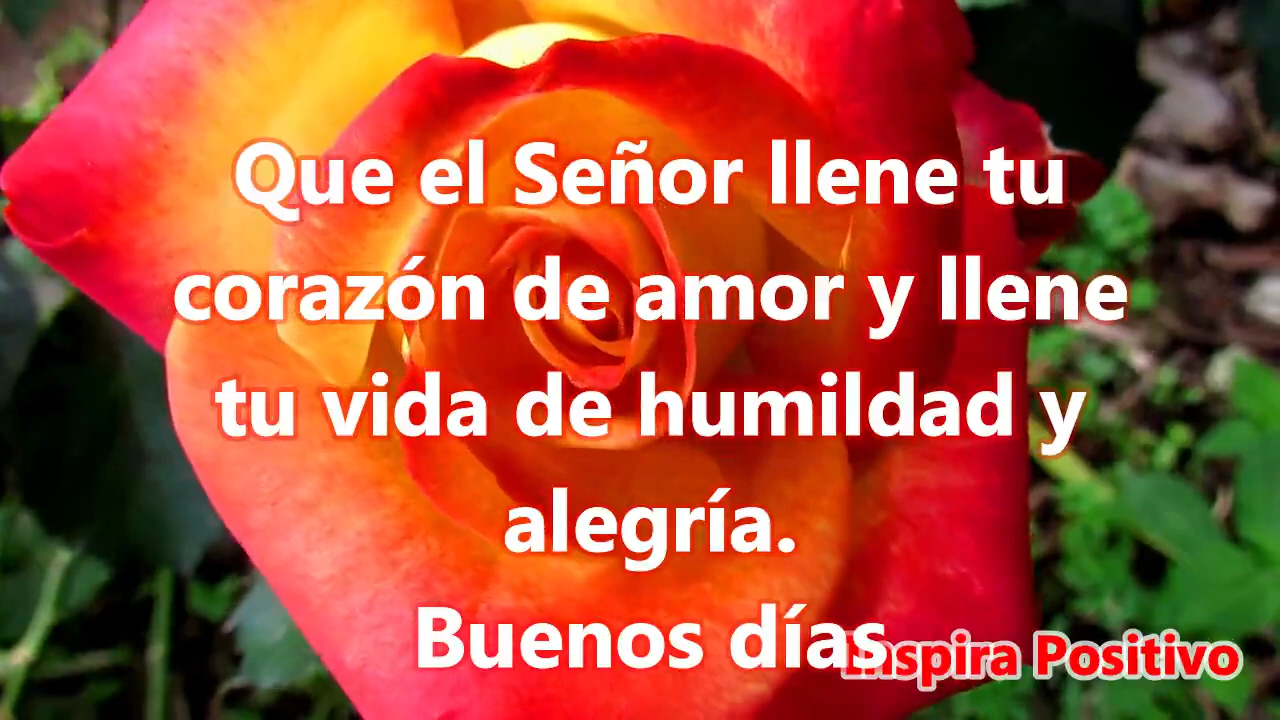 Que el Señor llene tu
corazón de amor y llene
tu vida de humildad y
alegría.
Buenos días
Inspira Positivo